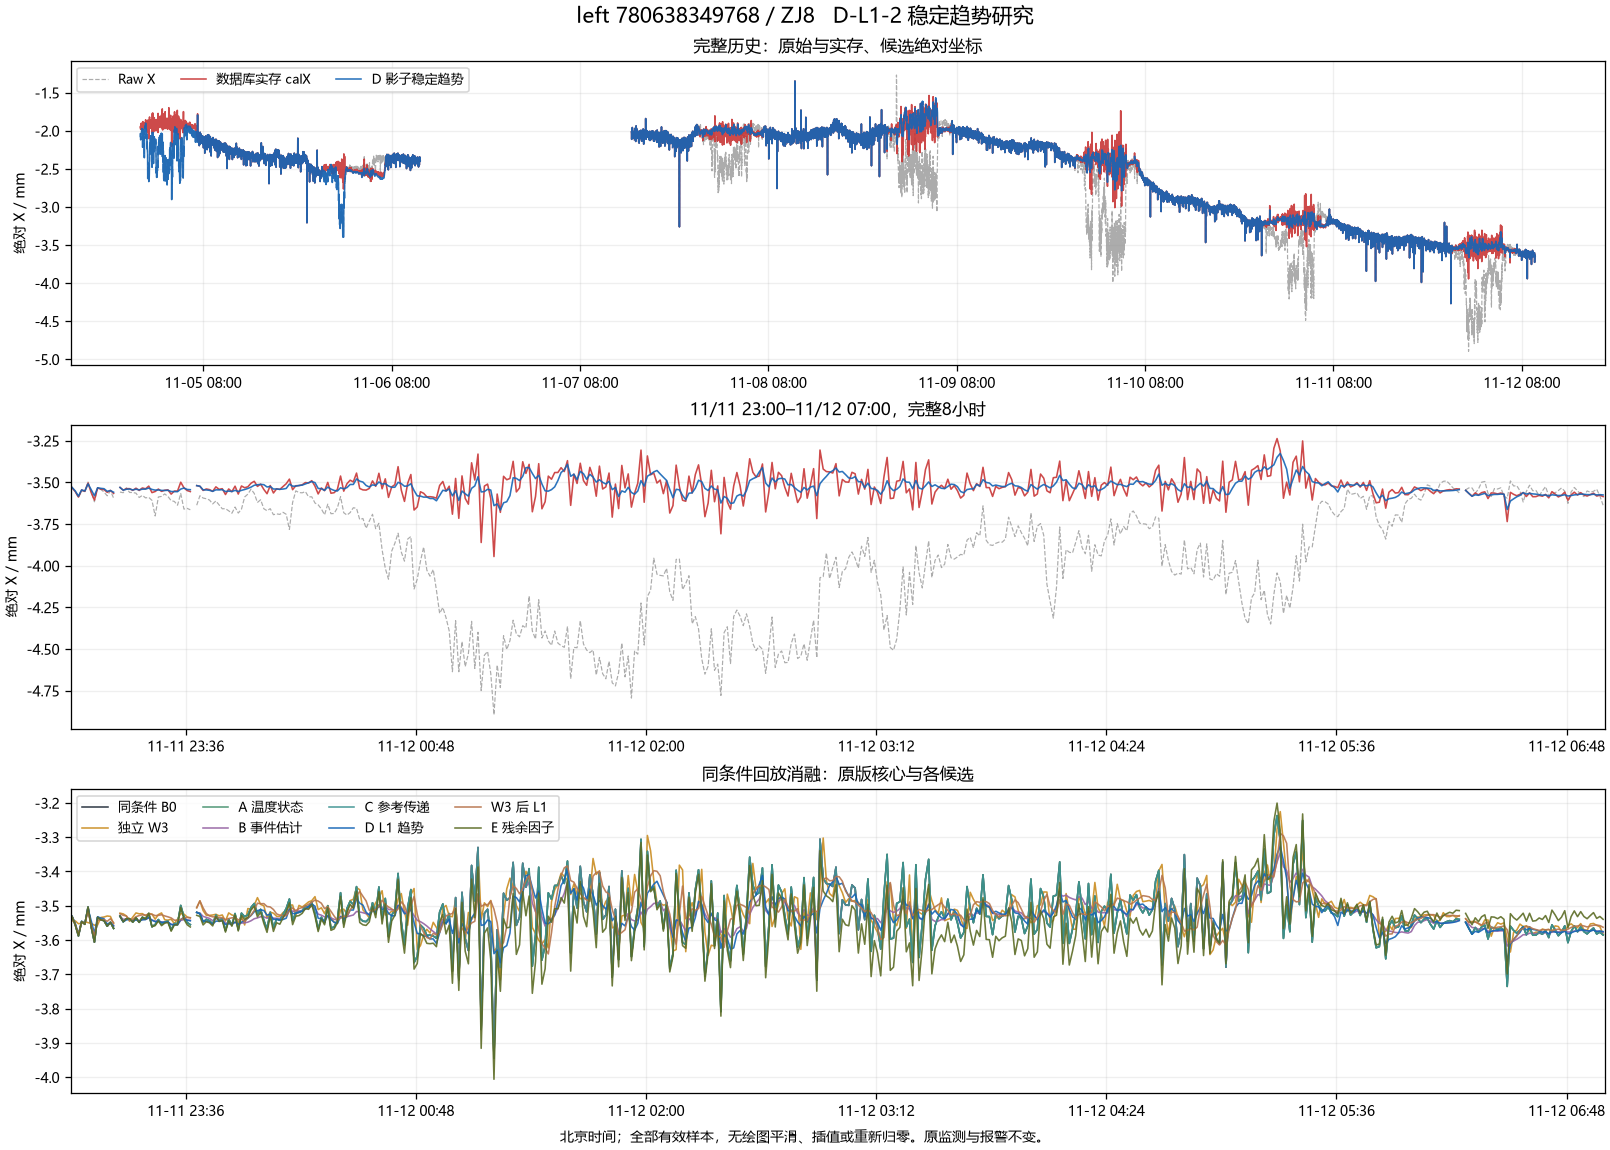 left 780638349768 / ZJ8   D-L1-2 稳定趋势研究
完整历史：原始与实存、候选绝对坐标
Raw X
数据库实存 calX
D 影子稳定趋势
绝对 X / mm
-1.5
-2.0
-2.5
-3.0
-3.5
-4.0
-4.5
-5.0
11-05 08:00
11-06 08:00
11-07 08:00
11-08 08:00
11-09 08:00
11-10 08:00
11-11 08:00
11-12 08:00
11/11 23:00–11/12 07:00，完整8小时
绝对 X / mm
-3.25
-3.50
-3.75
-4.00
-4.25
-4.50
-4.75
11-11 23:36
11-12 00:48
11-12 02:00
11-12 03:12
11-12 04:24
11-12 05:36
11-12 06:48
同条件回放消融：原版核心与各候选
同条件 B0
A 温度状态
C 参考传递
W3 后 L1
独立 W3
B 事件估计
D L1 趋势
E 残余因子
绝对 X / mm
-3.2
-3.3
-3.4
-3.5
-3.6
-3.7
-3.8
-3.9
-4.0
11-11 23:36
11-12 00:48
11-12 02:00
11-12 03:12
11-12 04:24
11-12 05:36
11-12 06:48
北京时间；全部有效样本，无绘图平滑、插值或重新归零。原监测与报警不变。